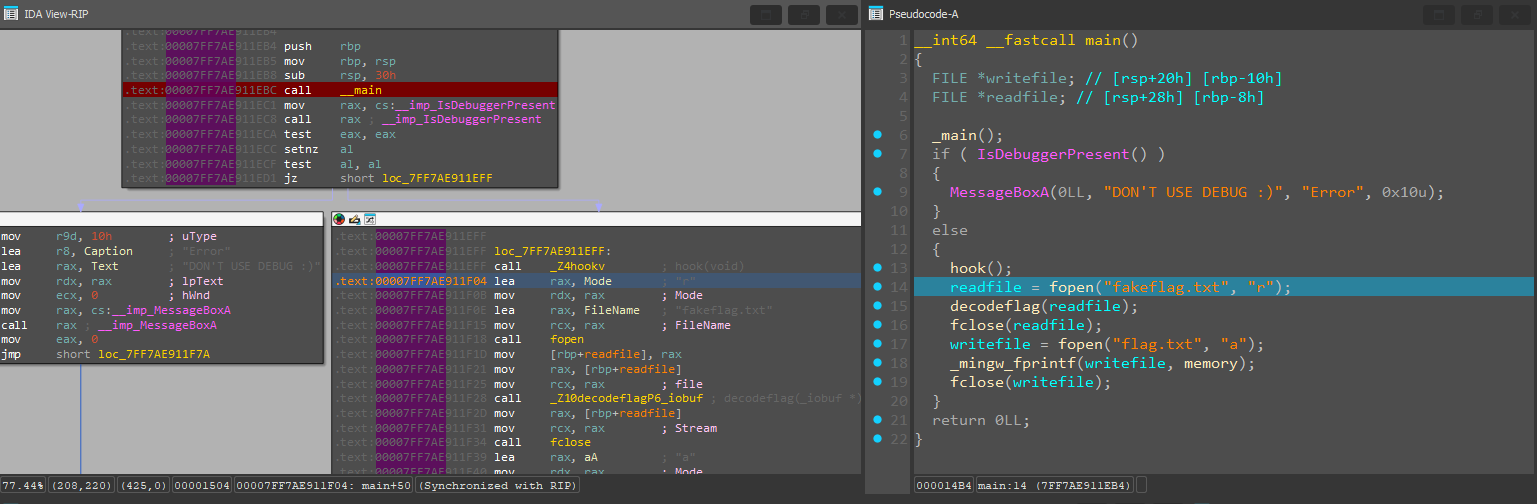 IDA View-RIP
.text:00007FF7AE911EB4
.text:00007FF7AE911EB4 push rbp
.text:00007FF7AE911EB5 mov rbp, rsp
.text:00007FF7AE911EB8 sub rsp, 30h
.text:00007FF7AE911EBC call __main
.text:00007FF7AE911EC1 mov rax, cs:__imp_IsDebuggerPresent
.text:00007FF7AE911EC8 call rax ; __imp_IsDebuggerPresent
.text:00007FF7AE911ECA test eax, eax
.text:00007FF7AE911ECC setnz al
.text:00007FF7AE911ECF test al, al
.text:00007FF7AE911ED1 jz short loc_7FF7AE911EFF
mov r9d, 10h ; uType
lea r8, Caption ; "Error"
lea rax, Text ; "DON'T USE DEBUG :)"
mov rdx, rax ; lpText
mov ecx, 0 ; hWnd
mov rax, cs:__imp_MessageBoxA
call rax ; __imp_MessageBoxA
mov eax, 0
jmp short loc_7FF7AE911F7A
.text:00007FF7AE911EFF
.text:00007FF7AE911EFF loc_7FF7AE911EFF:
.text:00007FF7AE911EFF call _Z4hookv ; hook(void)
.text:00007FF7AE911F04 lea rax, Mode ; "r"
.text:00007FF7AE911F0B mov rdx, rax ; Mode
.text:00007FF7AE911F0E lea rax, FileName ; "fakeflag.txt"
.text:00007FF7AE911F15 mov rcx, rax ; FileName
.text:00007FF7AE911F18 call fopen
.text:00007FF7AE911F1D mov [rbp+readfile], rax
.text:00007FF7AE911F21 mov rax, [rbp+readfile]
.text:00007FF7AE911F25 mov rcx, rax ; file
.text:00007FF7AE911F28 call _Z10decodeflagP6_iobuf ; decodeflag(_iobuf *)
.text:00007FF7AE911F2D mov rax, [rbp+readfile]
.text:00007FF7AE911F31 mov rcx, rax ; Stream
.text:00007FF7AE911F34 call fclose
.text:00007FF7AE911F39 lea rax, aA ; "a"
.text:00007FF7AE911F40 mov rdx, rax ; Mode
77.44% (208,220) (425,0) 00001504 00007FF7AE911F04: main+50 (Synchronized with RIP)
Pseudocode-A
1 __int64 __fastcall main()
2 {
3 FILE *writefile; // [rsp+20h] [rbp-10h]
4 FILE *readfile; // [rsp+28h] [rbp-8h]
5
6 _main();
7 if ( IsDebuggerPresent() )
8 {
9 MessageBoxA(0LL, "DON'T USE DEBUG :)", "Error", 0x10u);
10 }
11 else
12 {
13 hook();
14 readfile = fopen("fakeflag.txt", "r");
15 decodeflag(readfile);
16 fclose(readfile);
17 writefile = fopen("flag.txt", "a");
18 _mingw_fprintf(writefile, memory);
19 fclose(writefile);
20 }
21 return 0LL;
22 }
000014B4 main:14 (7FF7AE911EB4)